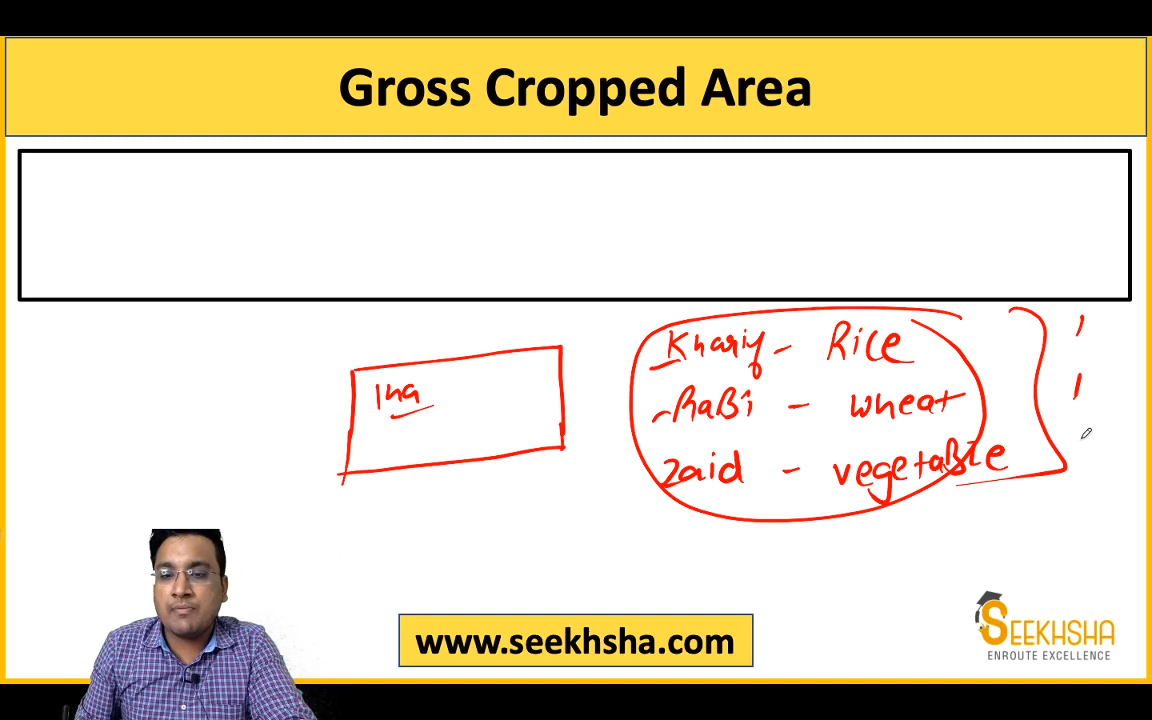 Gross Cropped Area
1ha
Kharif - Rice
- RaBi - wheat
Zaid - vegetaBle
1
1
www.seekhsha.com
SEEKHSHA
ENROUTE EXCELLENCE